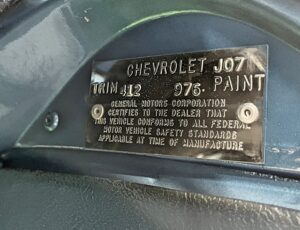 CHEVROLET J07
TRIM 812 976- PAINT
GENERAL MOTORS CORPORATION
CERTIFIES TO THE DEALER THAT
THIS VEHICLE CONFORMS TO ALL FEDERAL
MOTOR VEHICLE SAFETY STANDARDS
APPLICABLE AT TIME OF MANUFACTURE